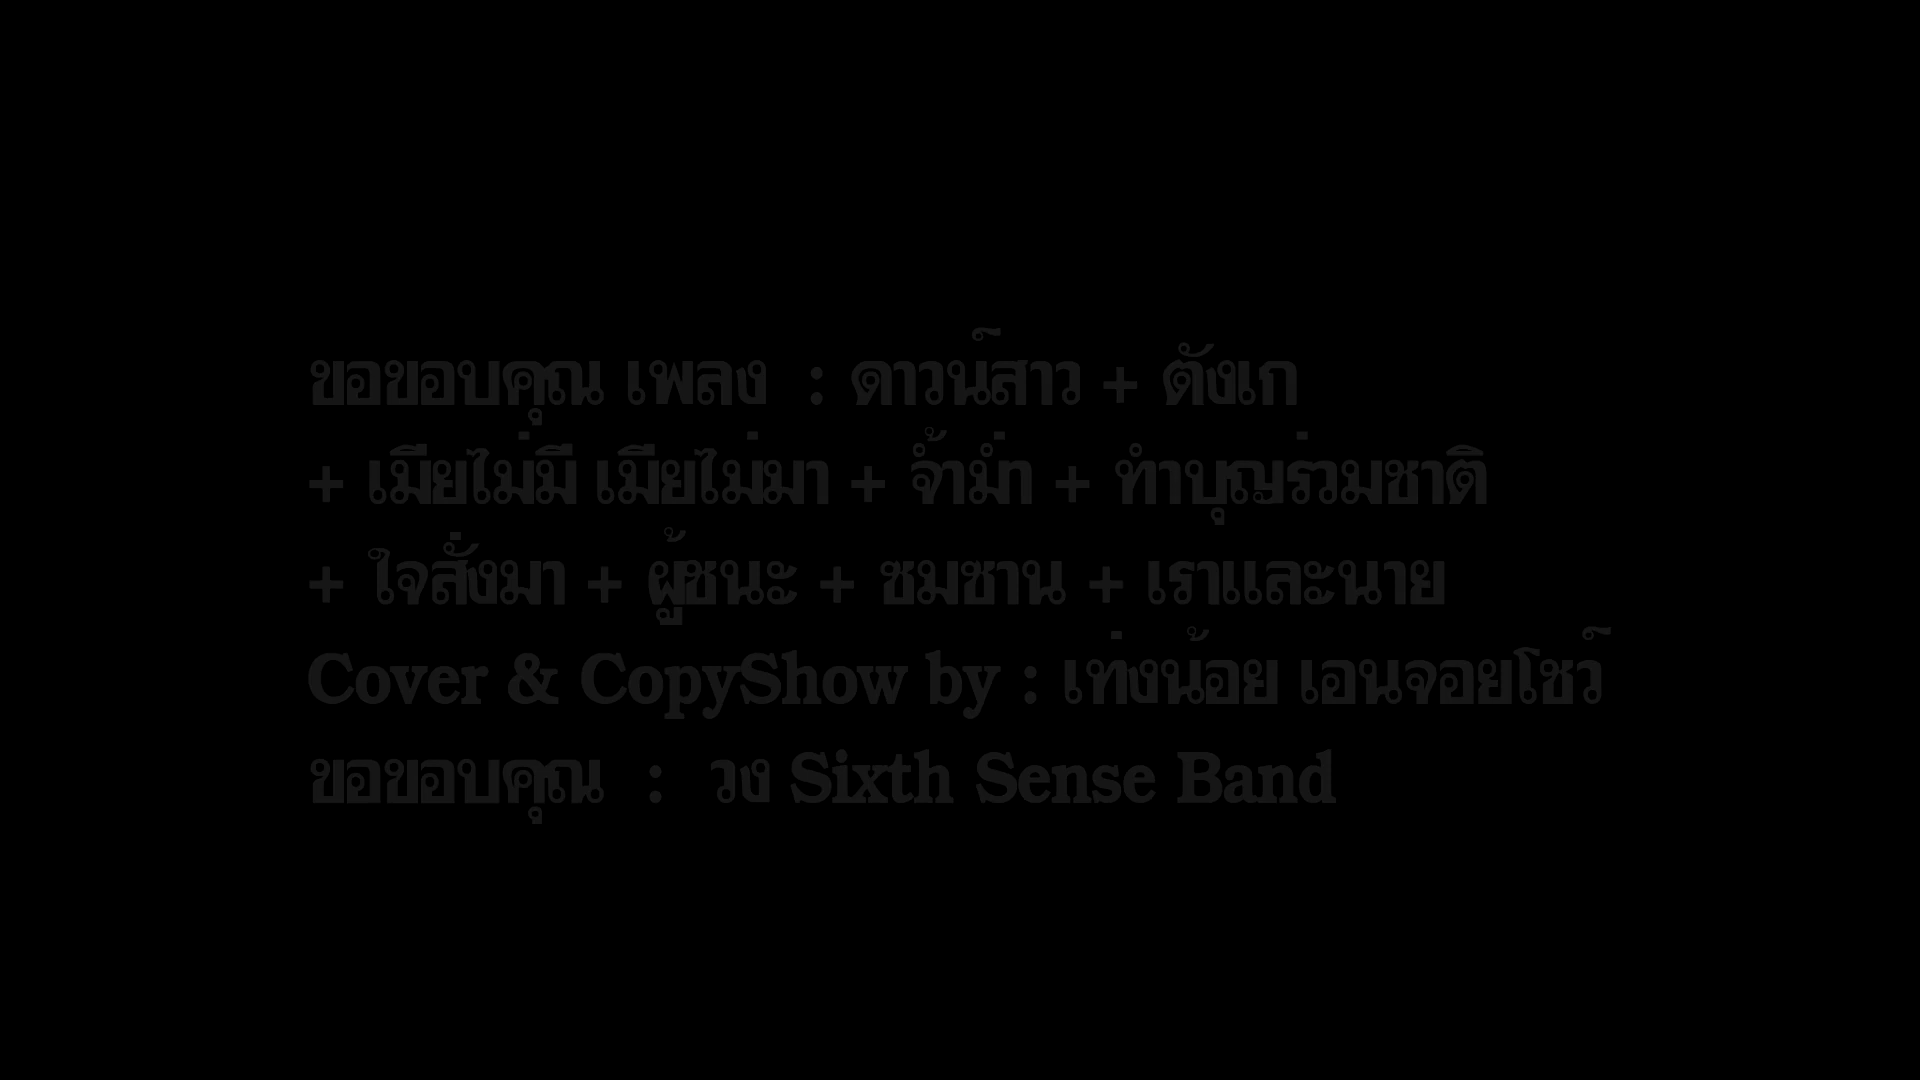 ขอขอบคุณ เพลง : ดาวน์สาว + ตังเก
+ เมียไม่มี เมียไม่มา + จ้ำม่ำ + ทำบุญร่วมชาติ
+ ใจสั่งมา + ผู้ชนะ + ซมซาน + เราและนาย
Cover & CopyShow by : เท่งน้อย เอนจอยโชว์
ขอขอบคุณ : วง Sixth Sense Band